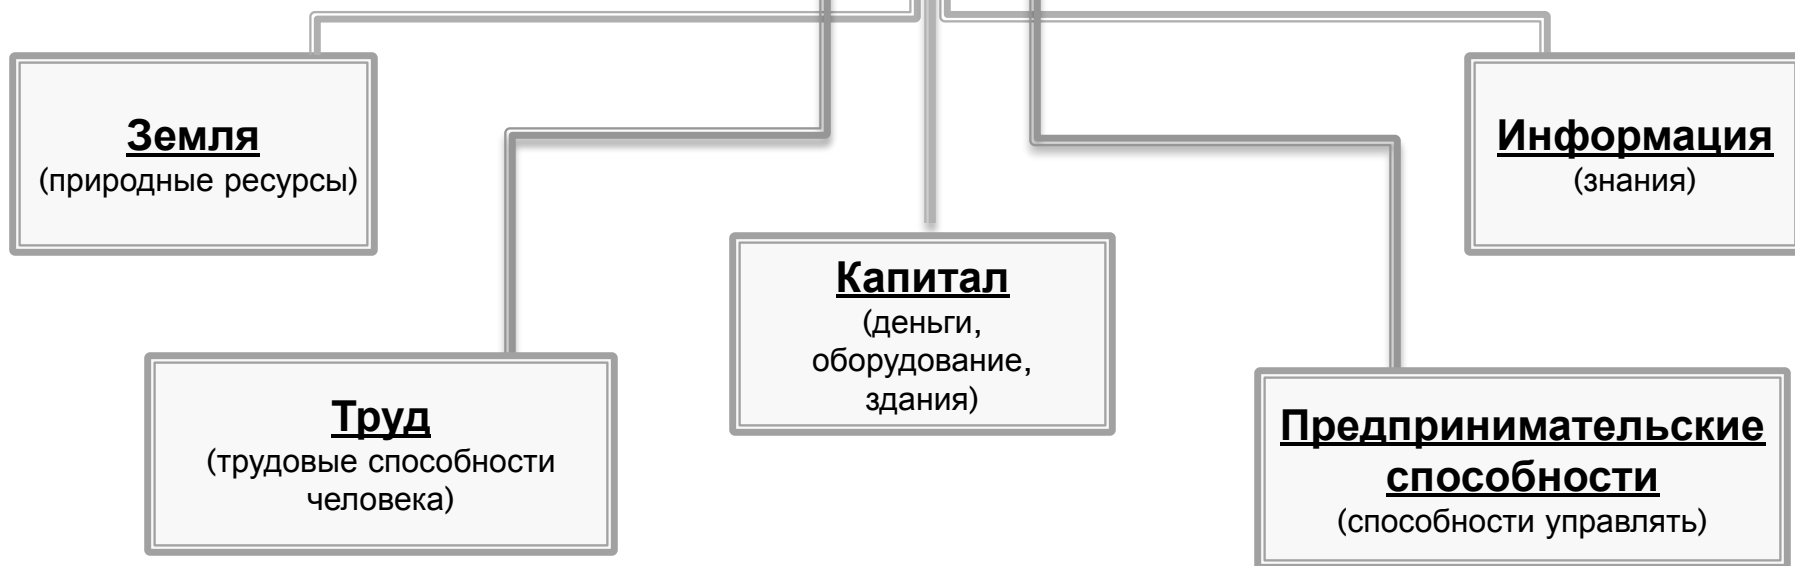 Земля
(природные ресурсы)
Информация
(знания)
Капитал
(деньги,
оборудование,
здания)
Труд
(трудовые способности
человека)
Предпринимательские
способности
(способности управлять)